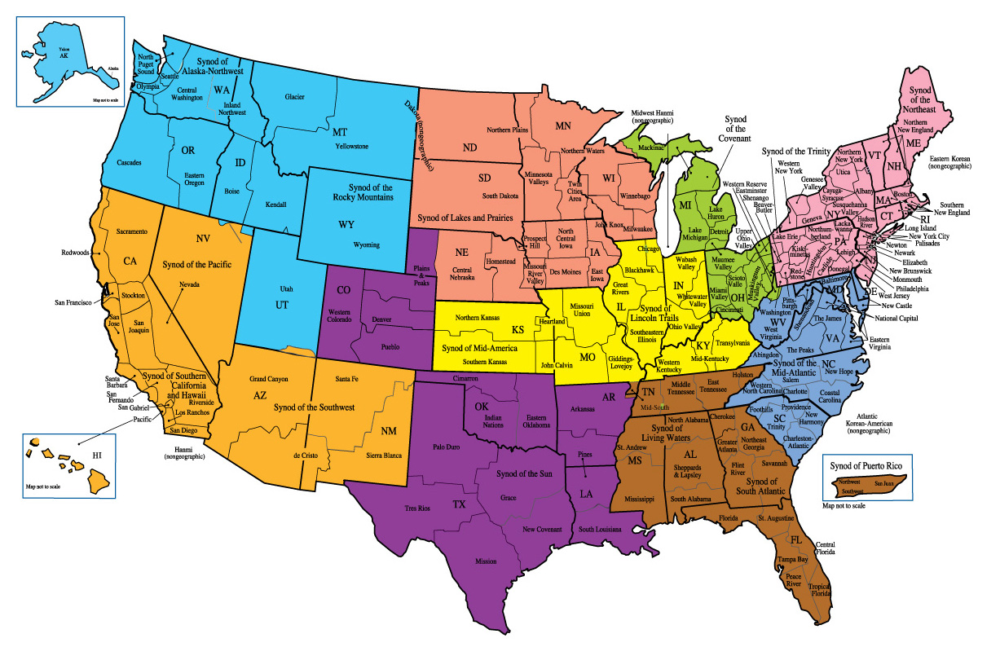 Yukon
AK
Alaska
Map not to scale
North
Puget
Sound
Seattle
Olympia
Synod of
Alaska-Northwest
WA
Central
Washington
Inland
Northwest
Glacier
MT
Yellowstone
OR
Cascades
Eastern
Oregon
ID
Boise
Kendall
Synod of the
Rocky Mountains
WY
Wyoming
Utah
UT
Dakota (nongeographic)
Northern Plains
ND
SD
South Dakota
Synod of Lakes and Prairies
MN
Northern Waters
Minnesota
Valleys
Twin
Cities
Area
WI
Winnebago
John Knox
Milwaukee
Prospect
Hill
North
Central
Iowa
IA
Des Moines
East
Iowa
Missouri
River
Valley
NE
Central
Nebraska
Homestead
Sacramento
Redwoods
CA
NV
Synod of the Pacific
Nevada
San Francisco
Stockton
San
Jose
San
Joaquin
Santa
Barbara
San
Fernando
San Gabriel
Pacific
Synod of Southern
California
and Hawaii
Riverside
Los Ranchos
San Diego
Hanmi
(nongeographic)
HI
Map not to scale
Grand Canyon
AZ
Synod of the Southwest
Santa Fe
NM
de Cristo
Sierra Blanca
Plains
&
Peaks
CO
Western
Colorado
Denver
Pueblo
Northern Kansas
KS
Synod of Mid-America
Southern Kansas
Heartland
Missouri
Union
MO
John Calvin
Giddings-
Lovejoy
Cimarron
OK
Indian
Nations
Eastern
Oklahoma
AR
Arkansas
Pines
Palo Duro
Synod of the Sun
Grace
TX
Tres Rios
New Covenant
Mission
LA
South Louisiana
Midwest Hanmi
(nongeographic)
Synod
of the
Covenant
Mackinac
MI
Lake
Huron
Lake
Michigan
Detroit
Maumee
Valley
Scioto
Valle
Miami
Valley
OH
Cincinnati
Muskingum
Valley
Western Reserve
Eastminster
Shenango
Beaver-
Butler
Upper
Ohio
Valley
Chicago
Blackhawk
Great
Rivers
IL
Synod of
Lincoln Trails
Southeastern
Illinois
Wabash
Valley
IN
Whitewater
Valley
Ohio Valley
KY
Transylvania
Mid-Kentucky
Western
Kentucky
TN
Mid-South
Middle
Tennessee
East
Tennessee
Holston
Synod of
Living Waters
St. Andrew
MS
Mississippi
North Alabama
AL
Sheppards
& Lapsley
South Alabama
Cherokee
GA
Greater
Atlanta
Northeast
Georgia
Flint
River
Savannah
Synod of
South Atlantic
Florida
St. Augustine
FL
Central
Florida
Tampa Bay
Peace
River
Tropical
Florida
Synod of the Trinity
Western
New York
Genesee
Valley
Northern
New York
Utica
Cayuga-
Syracuse
Geneva
NY
Susquehanna
Valley
Albany
Hudson
River
VT
NH
ME
Synod
of the
Northeast
Northern
New England
Eastern Korean
(nongeographic)
MA
Boston
CT
RI
Southern
New England
Long Island
New York City
Palisades
Newton
Newark
Elizabeth
New Brunswick
Monmouth
Philadelphia
West Jersey
NJ
Lake Erie
Northum-
berland
Lacka
wanna
PA
Kiski-
minetas
Huntingdon
Carlisle
Lehigh
Donegal
Red-
stone
Pitts-
burgh
Washington
WV
West
Virginia
Shenandoah
Baltimore
MD
DE
New Castle
National Capital
The James
VA
Eastern
Virginia
The Peaks
Abingdon
Synod of the
Mid-Atlantic
NC
New Hope
Salem
Western
North Carolina
Charlotte
Coastal
Carolina
Foothills
Providence
SC
Trinity
New
Harmony
Charleston-
Atlantic
Atlantic
Korean-American
(nongeographic)
Synod of Puerto Rico
Northwest
San Juan
Southwest
Map not to scale